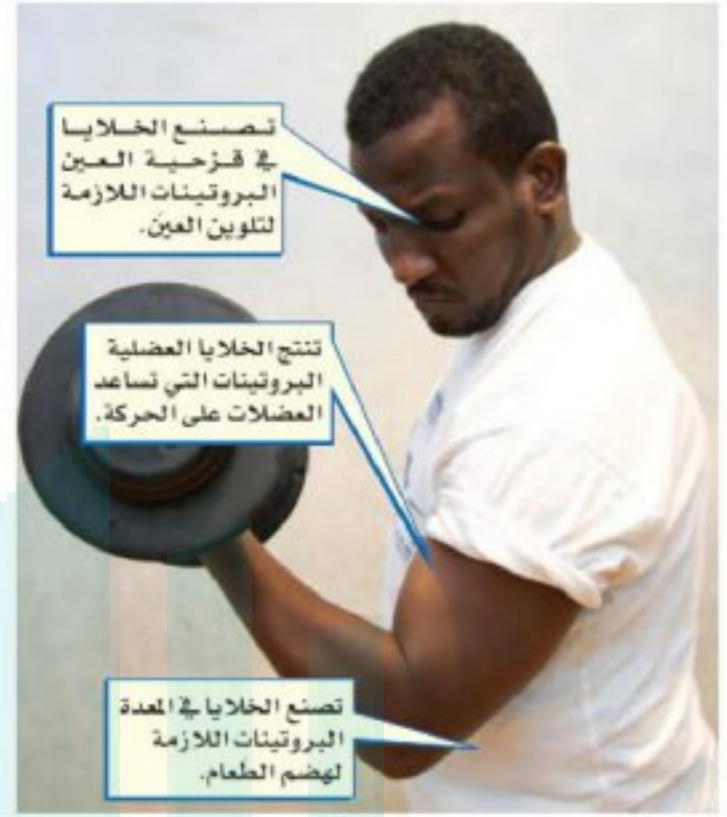 تصنع الخلايا
في قزحية العين
البروتينات اللازمة
لتلوين العين.
تنتج الخلايا العضلية
البروتينات التي تساعد
العضلات على الحركة.
تصنع الخلايا في المعدة
البروتينات اللازمة
لهضم الطعام.